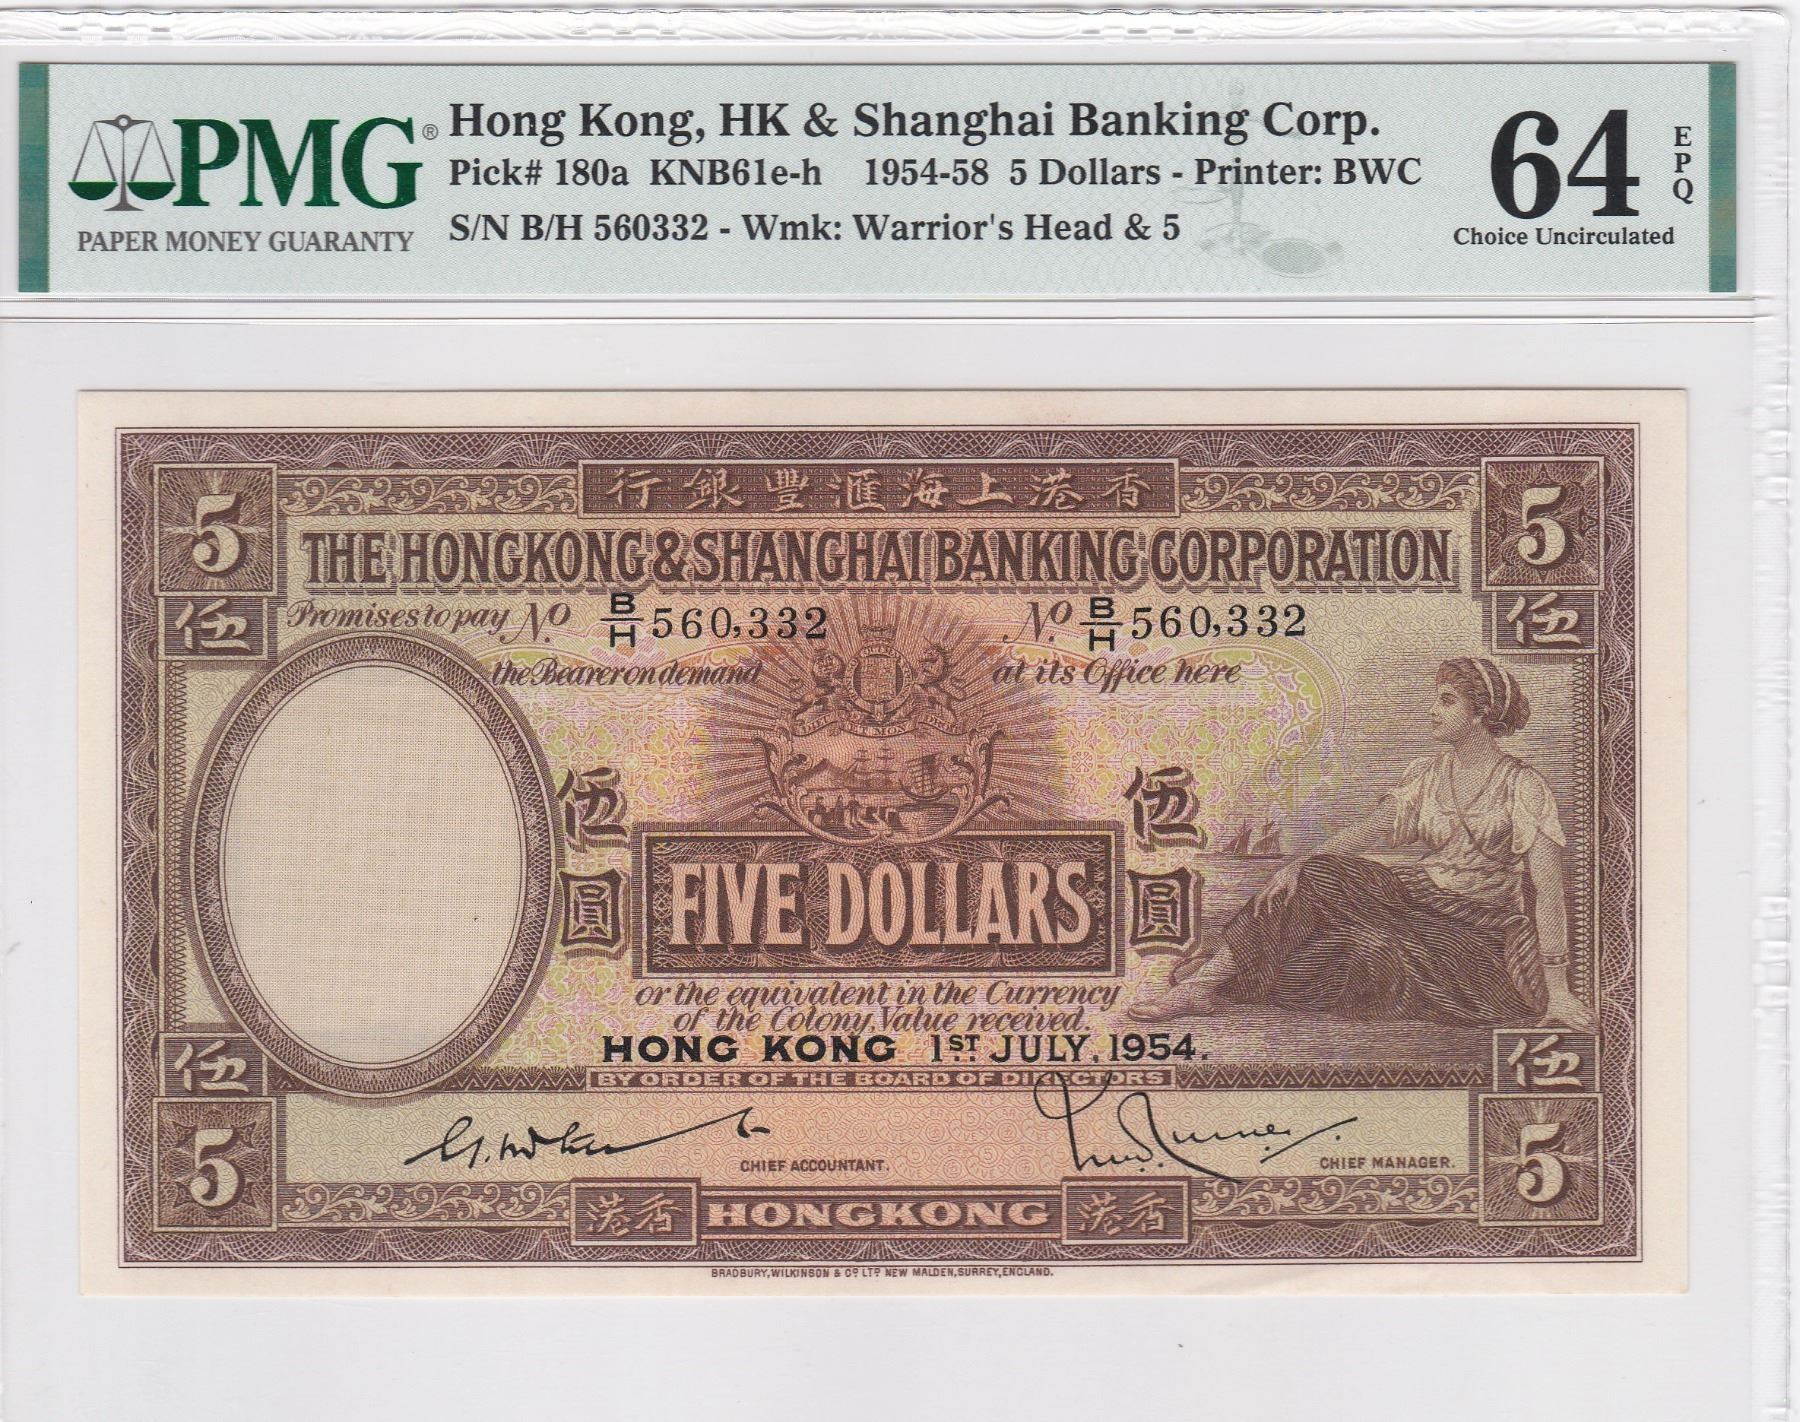 PMG®
PAPER MONEY GUARANTY
Hong Kong, HK & Shanghai Banking Corp.
Pick# 180a KNB61e-h 1954-58 5 Dollars - Printer: BWC
S/N B/H 560332 - Wmk: Warrior's Head & 5
64 EPQ
Choice Uncirculated
行銀豐滙海上港香
5 5
THE HONGKONG & SHANGHAI BANKING CORPORATION
伍 伍
Promises to pay No B/H 560,332 No B/H 560,332
the Bearer on demand at its Office here
DIEU ET MON DROIT
伍圓 伍圓
FIVE DOLLARS
or the equivalent in the Currency
of the Colony, Value received.
HONG KONG 1ST JULY, 1954.
伍 伍
BY ORDER OF THE BOARD OF DIRECTORS
5 5
CHIEF ACCOUNTANT. CHIEF MANAGER.
港香 HONGKONG 港香
BRADBURY, WILKINSON & Co LTD NEW MALDEN, SURREY, ENGLAND.